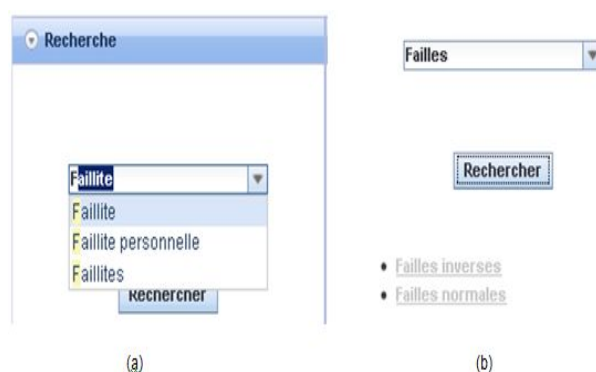 Recherche
Faillite
Faillite
Faillite personnelle
Faillites
Rechercher
(a)
Failles
Rechercher
• Failles inverses
• Failles normales
(b)